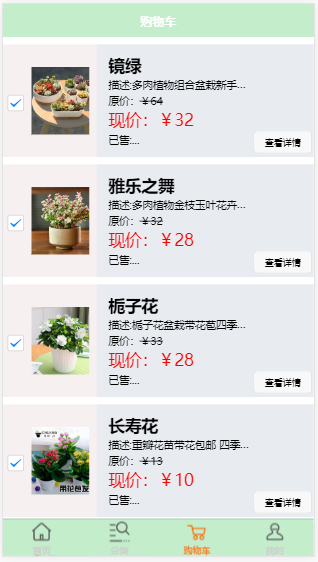 购物车
镜绿
描述:多肉植物组合盆栽新手...
原价：￥64
现价：￥32
已售:...
查看详情
雅乐之舞
描述:多肉植物金枝玉叶花卉...
原价：￥32
现价：￥28
已售:...
查看详情
栀子花
描述:栀子花盆栽带花苞四季...
原价：￥33
现价：￥28
已售:...
查看详情
长寿花
描述:重瓣花苗带花包邮 四季...
原价：￥13
现价：￥10
已售:...
查看详情
带花包友
首页
分类
购物车
我的